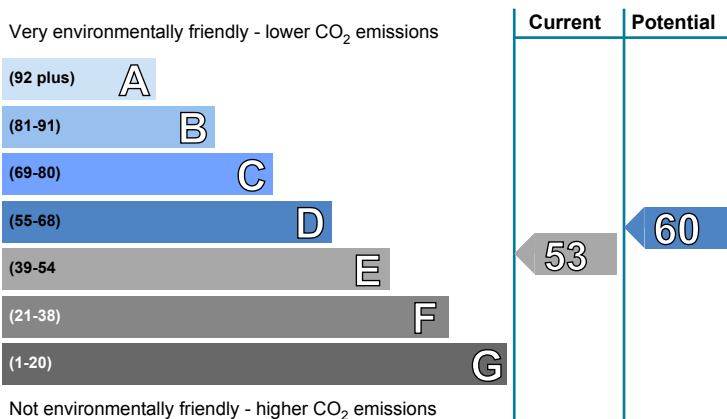 Current Potential
Very environmentally friendly - lower CO2 emissions
(92 plus) A
(81-91) B
(69-80) C
(55-68) D
60
(39-54 E
53
(21-38) F
(1-20) G
Not environmentally friendly - higher CO2 emissions